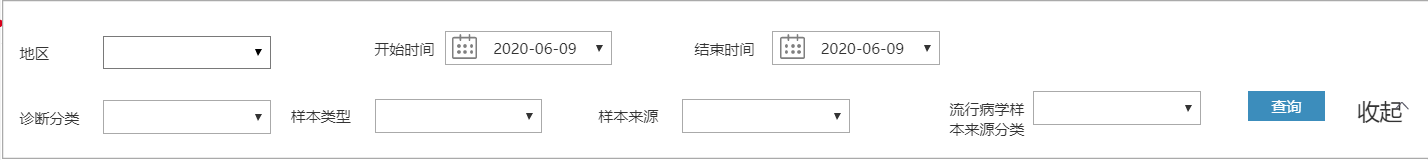 地区
开始时间 2020-06-09
结束时间 2020-06-09
诊断分类
样本类型
样本来源
流行病学样
本来源分类
查询
收起